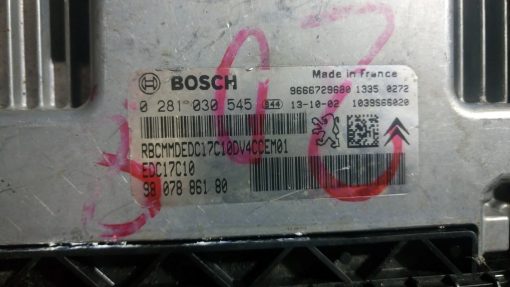 BOSCH
Made in France
9666729680 1335 0272
0 281 030 545 944 13-10-02 1039S66020
RBCMMDEDC17C10DV4CCEM01
EDC17C10
98 078 861 80